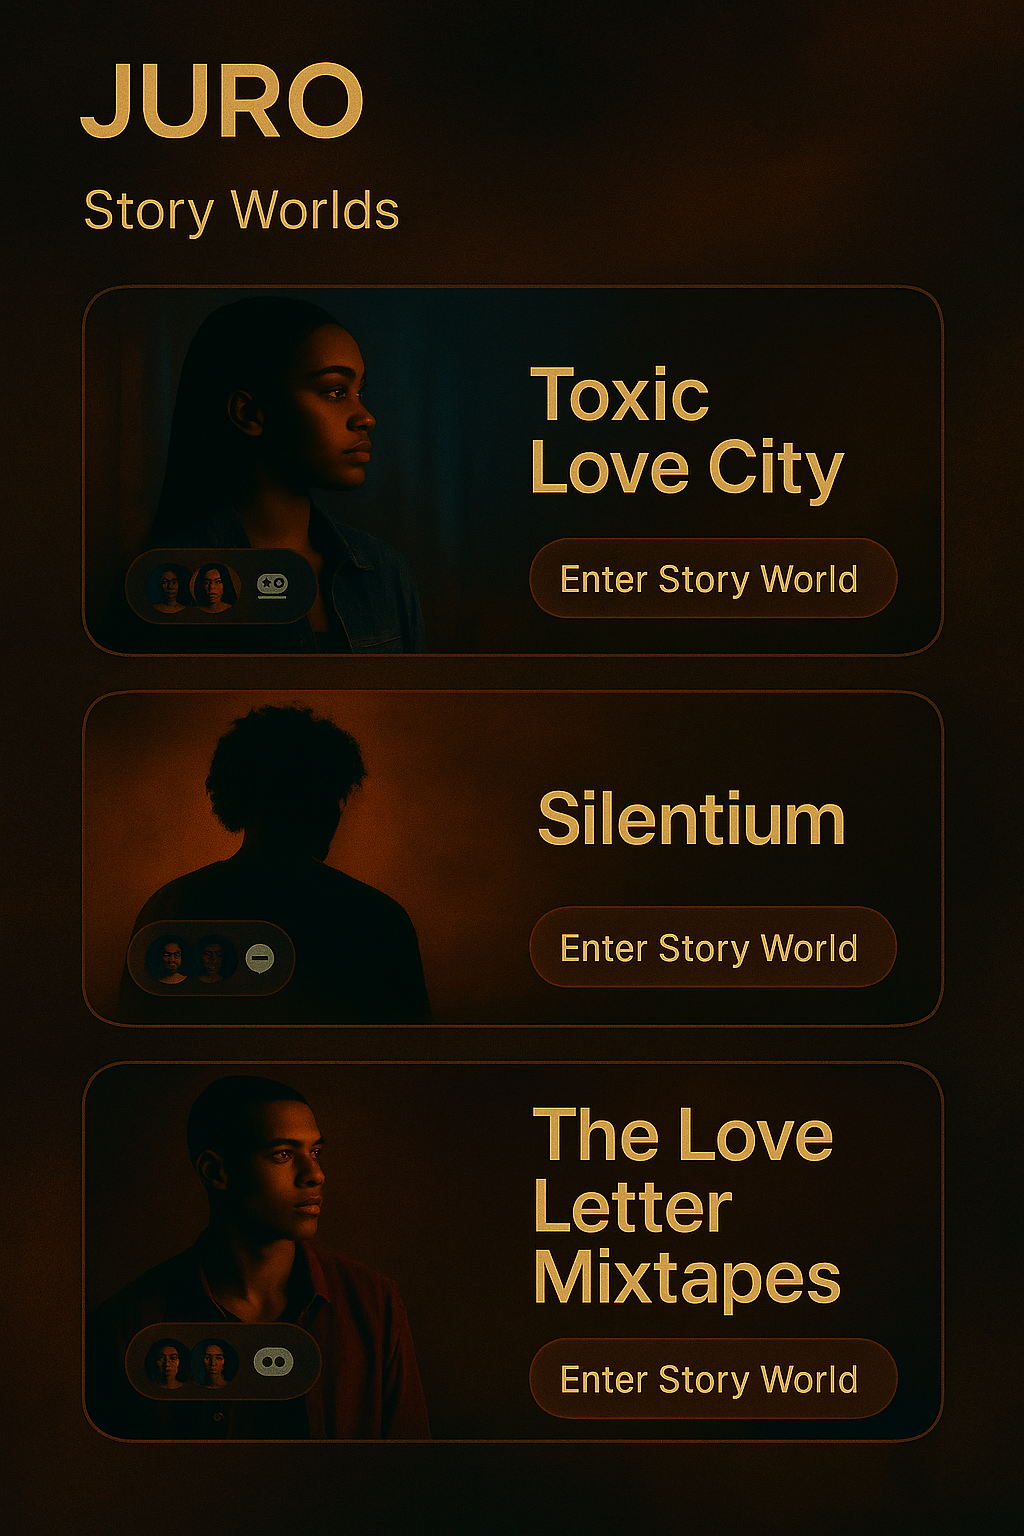 JURO
Story Worlds
Toxic
Love City
Enter Story World
Silentium
Enter Story World
The Love
Letter
Mixtapes
Enter Story World